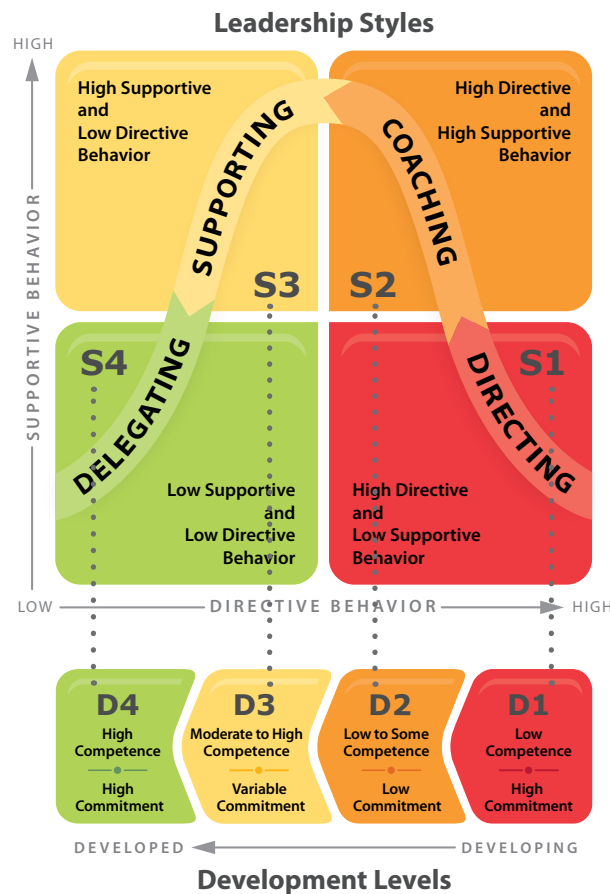 Leadership Styles
HIGH
High Supportive
and
Low Directive
Behavior
High Directive
and
High Supportive
Behavior
SUPPORTING
COACHING
S3
S2
SUPPORTIVE BEHAVIOR
S4
DELEGATING
S1
DIRECTING
Low Supportive
and
Low Directive
Behavior
High Directive
and
Low Supportive
Behavior
LOW
DIRECTIVE BEHAVIOR
HIGH
D4
High
Competence
High
Commitment
D3
Moderate to High
Competence
Variable
Commitment
D2
Low to Some
Competence
Low
Commitment
D1
Low
Competence
High
Commitment
DEVELOPED
DEVELOPING
Development Levels